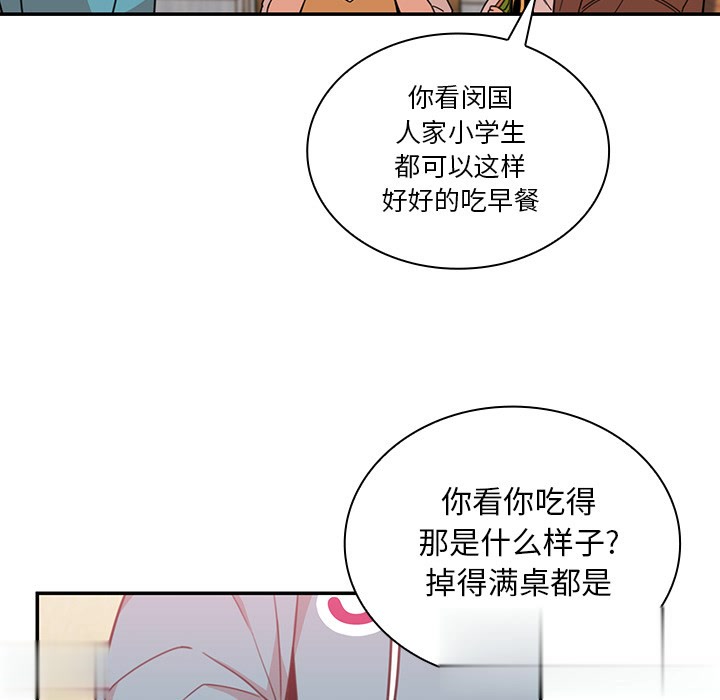 你看闵国
人家小学生
都可以这样
好好的吃早餐
你看你吃得
那是什么样子?
掉得满桌都是